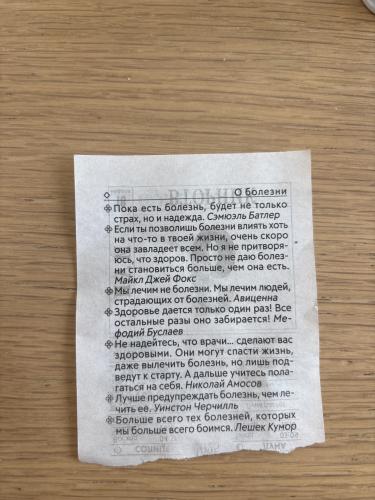 О болезни
Пока есть болезнь, будет не только
страх, но и надежда. Сэмюэль Батлер
Если ты позволишь болезни влиять хоть
на что-то в твоей жизни, очень скоро
она завладеет всем. Но я не притворя-
юсь, что здоров. Просто не даю болез-
ни становиться больше, чем она есть.
Майкл Джей Фокс
Мы лечим не болезни. Мы лечим людей,
страдающих от болезней. Авиценна
Здоровье дается только один раз! Все
остальные разы оно забирается! Ме-
фодий Буслаев
Не надейтесь, что врачи... сделают вас
здоровыми. Они могут спасти жизнь,
даже вылечить болезнь, но лишь под-
ведут к старту. А дальше учитесь пола-
гаться на себя. Николай Амосов
Лучше предупреждать болезнь, чем ле-
чить ее. Уинстон Черчилль
Больше всего тех болезней, которых
мы больше всего боимся. Лешек Кумор